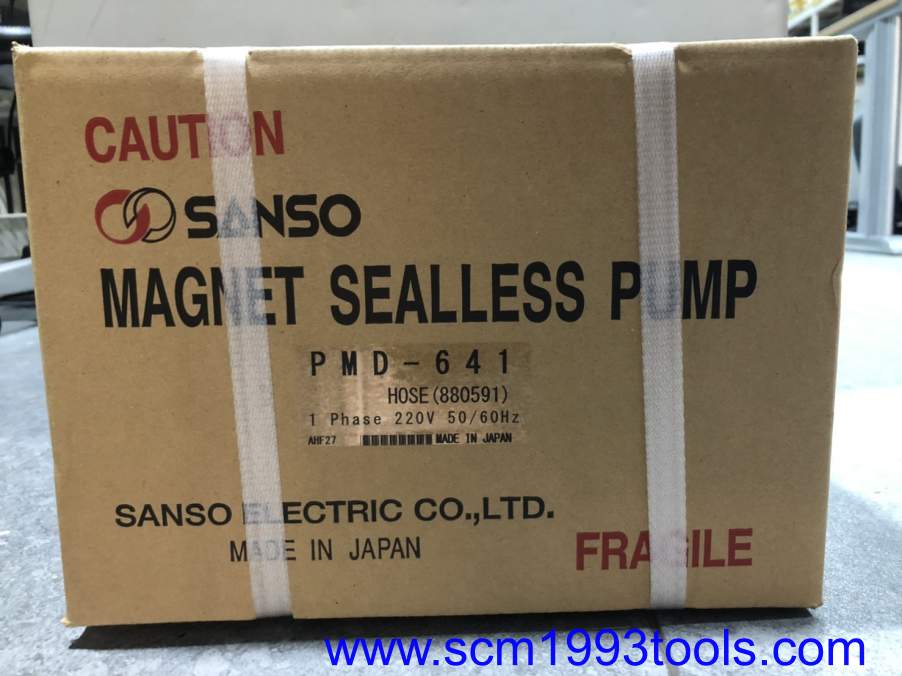 CAUTION
SANSO
MAGNET SEALLESS PUMP
PMD-641
HOSE(880591)
1 Phase 220V 50/60Hz
AHF27 MADE IN JAPAN
SANSO ELECTRIC CO.,LTD.
MADE IN JAPAN
FRAGILE
www.scm1993tools.com